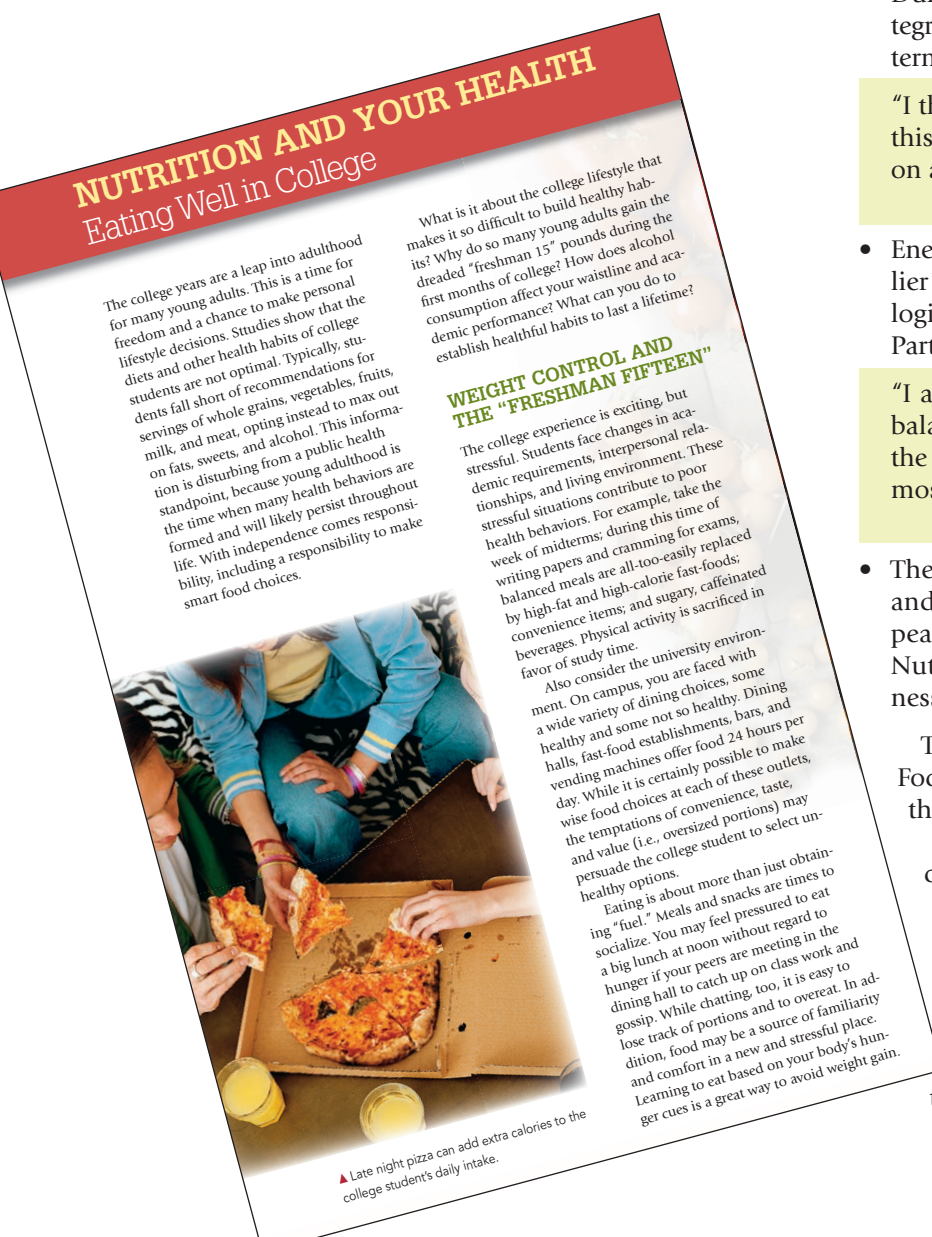 NUTRITION AND YOUR HEALTH
Eating Well in College
The college years are a leap into adulthood
for many young adults. This is a time for
freedom and a chance to make personal
lifestyle decisions. Sttudies show that the
diets and other health habits of college
students are not optimal. Typically, stu-
dents fall short of recommendations for
servings of whole grains, vegetables, fruits,
milk, and meat, opting instead to max out
on fats, sweets, and alcohol. This informa-
tion is disturbing from a public health
standpoint, because young adulthood is
the time when many health behaviors are
formed and will likely persist throughout
life. With independence comes responsi-
bility, including a responsibility to make
smart food choices.
▲ Late night pizza can add extra calories to the
college student's daily intake.
What is it about the college lifestyle that
makes it so difficult to build healthy hab-
its? Why do so many young adults gain the
dreaded "freshman 15" pounds during the
first months of college? How does alcohol
consumption affect your waistline and aca-
demic performance? What can you do to
establish healthful habits to last a lifetime?
WEIGHT CONTROL AND
THE "FRESHMAN FIFTEEN"
The college experience is exciting, but
stressful. Students face changes in aca-
demic requirements, interpersonal rela-
tionships, and living environment. These
stressful situations contribute to poor
health behaviors. For example, take the
week of midterms; during this time of
writing papers and cramming for exams,
balanced meals are all-too-easily replaced
by high-fat and high-calorie fast-foods;
convenience items; and sugary, caffeinated
beverages. Physical activity is sacrificed in
favor of study time.
Also consider the university environ-
ment. On campus, you are faced with
a wide variety of dining choices, some
healthy and some not so healthy. Dining
halls, fast-food establishments, bars, and
vending machines offer food 24 hours per
day. While it is certainly possible to make
wise food choices at each of these outlets,
the temptations of convenience, taste,
and value (i.e., oversized portions) may
persuade the college student to select un-
healthy options.
Eating is about more than just obtain-
ing "fuel." Meals and snacks are times to
socialize. You may feel pressured to eat
a big lunch at noon without regard to
hunger if your peers are meeting in the
dining hall to catch up on class work and
gossip. While chatting, too, it is easy to
lose track of portions and to overeat. In ad-
dition, food may be a source of familiarity
and comfort in a new and stressful place.
Learning to eat based on your body's hun-
ger cues is a great way to avoid weight gain.
tegr
tern
"I th
this
on a
• Ene
lier
logi
Part
"I a
bala
the
mos
• The
and
pea
Nut
ness
T
Foo
th